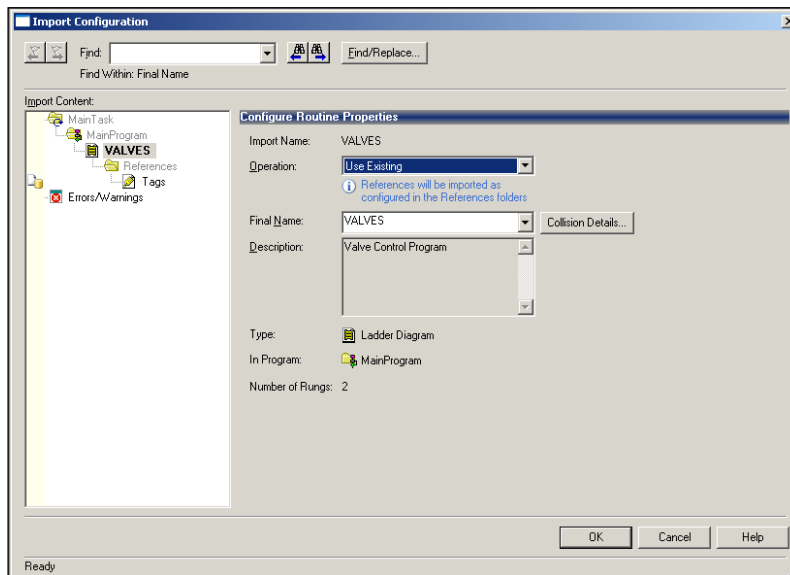 Import Configuration
Find:
Find/Replace...
Find Within: Final Name
Import Content:
MainTask
MainProgram
VALVES
References
Tags
Errors/Warnings
Configure Routine Properties
Import Name: VALVES
Operation: Use Existing
References will be imported as
configured in the References folders
Final Name: VALVES Collision Details...
Description: Valve Control Program
Type: Ladder Diagram
In Program: MainProgram
Number of Rungs: 2
OK Cancel Help
Ready